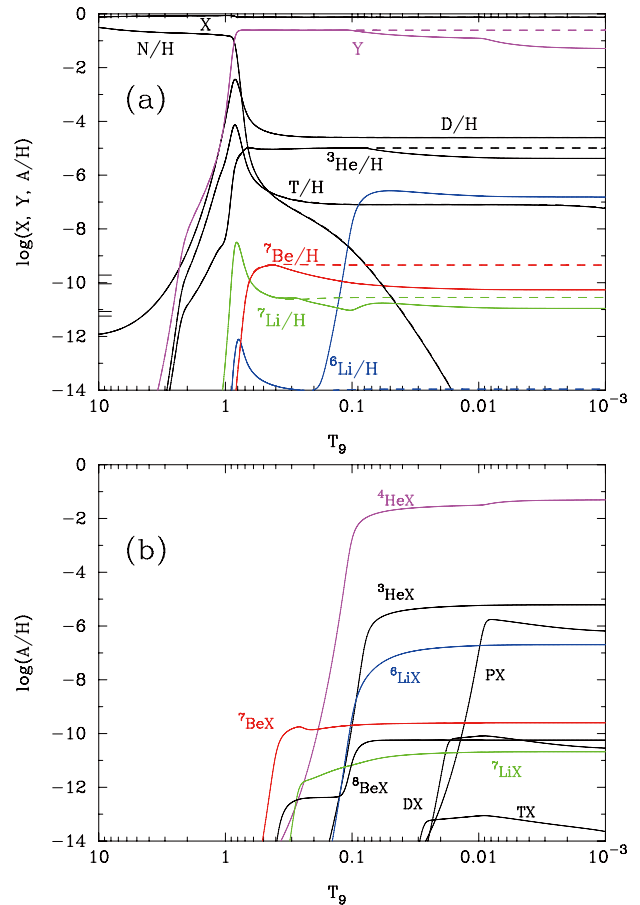 0
−2
−4
−6
−8
−10
−12
−14
log(X, Y, A/H)
(a)
X
N/H
Y
D/H
³He/H
T/H
⁷Be/H
⁷Li/H
⁶Li/H
10
1
0.1
0.01
10⁻³
T₉
0
−2
−4
−6
−8
−10
−12
−14
log(A/H)
(b)
⁴HeX
³HeX
⁶LiX
PX
⁷BeX
⁷LiX
⁸BeX
DX
TX
10
1
0.1
0.01
10⁻³
T₉